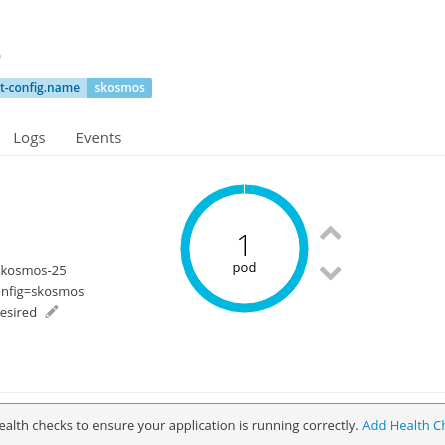 t-config.name skosmos
Logs Events
1
pod
kosmos-25
nfig=skosmos
esired
ealth checks to ensure your application is running correctly. Add Health Ch